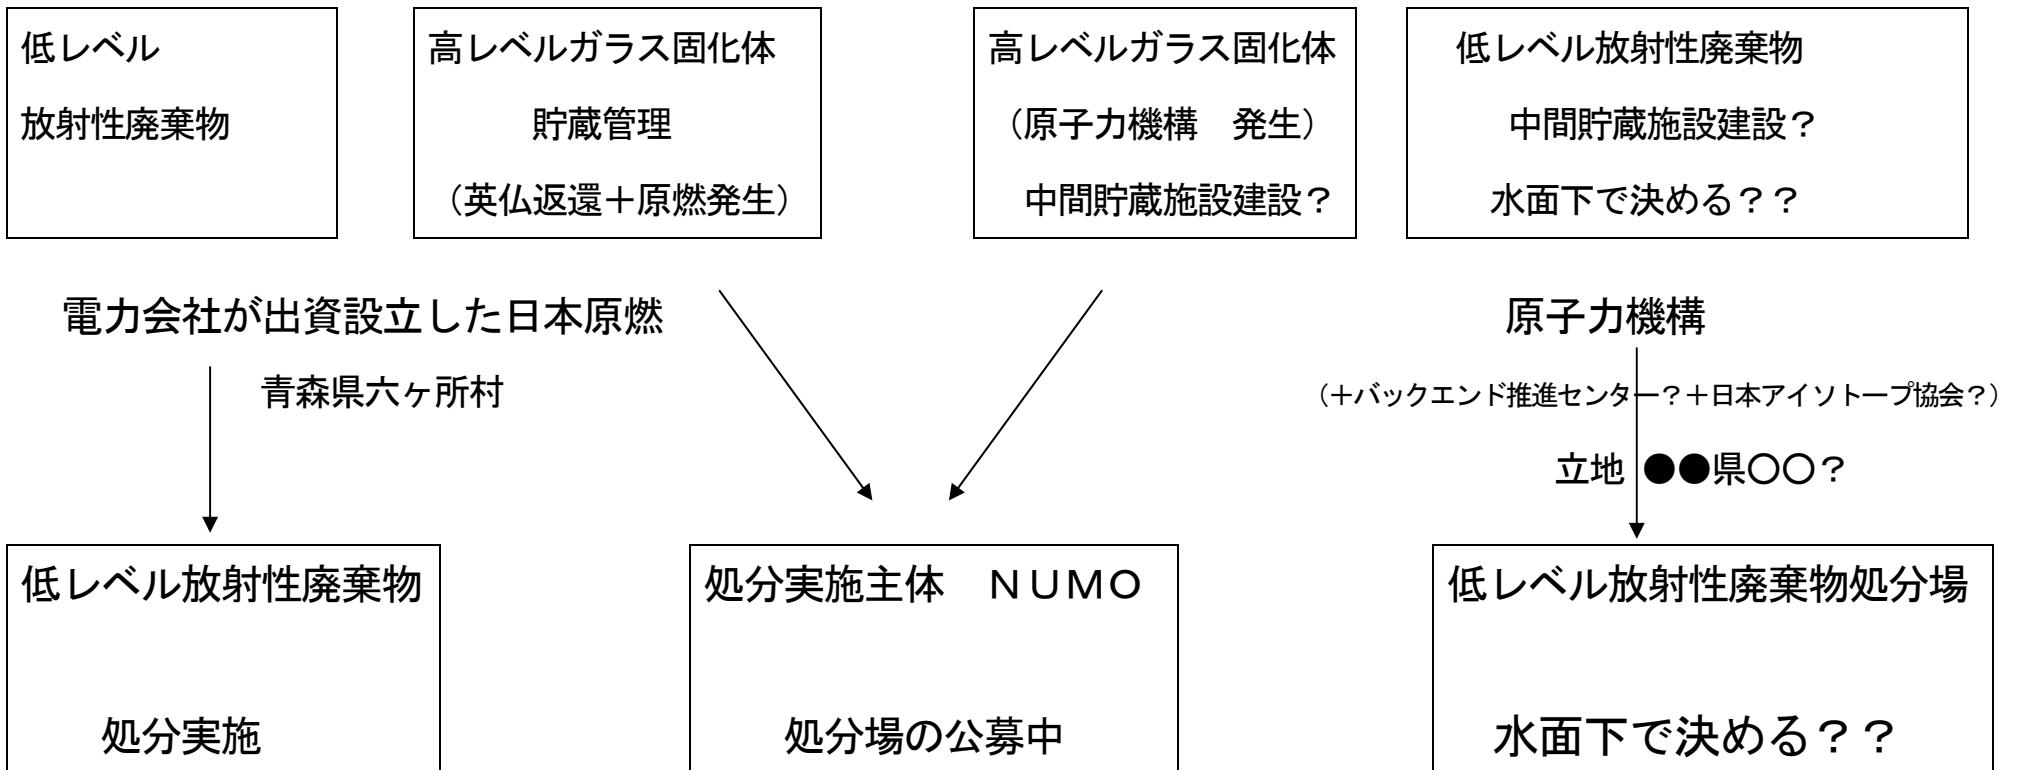 低レベル
放射性廃棄物
高レベルガラス固化体
貯蔵管理
（英仏返還＋原燃発生）
高レベルガラス固化体
（原子力機構　発生）
中間貯蔵施設建設？
低レベル放射性廃棄物
中間貯蔵施設建設？
水面下で決める？？
電力会社が出資設立した日本原燃
青森県六ヶ所村
原子力機構
（＋バックエンド推進センター？＋日本アイソトープ協会？）
立地　●●県〇〇？
低レベル放射性廃棄物
処分実施
処分実施主体　ＮＵＭＯ
処分場の公募中
低レベル放射性廃棄物処分場
水面下で決める？？